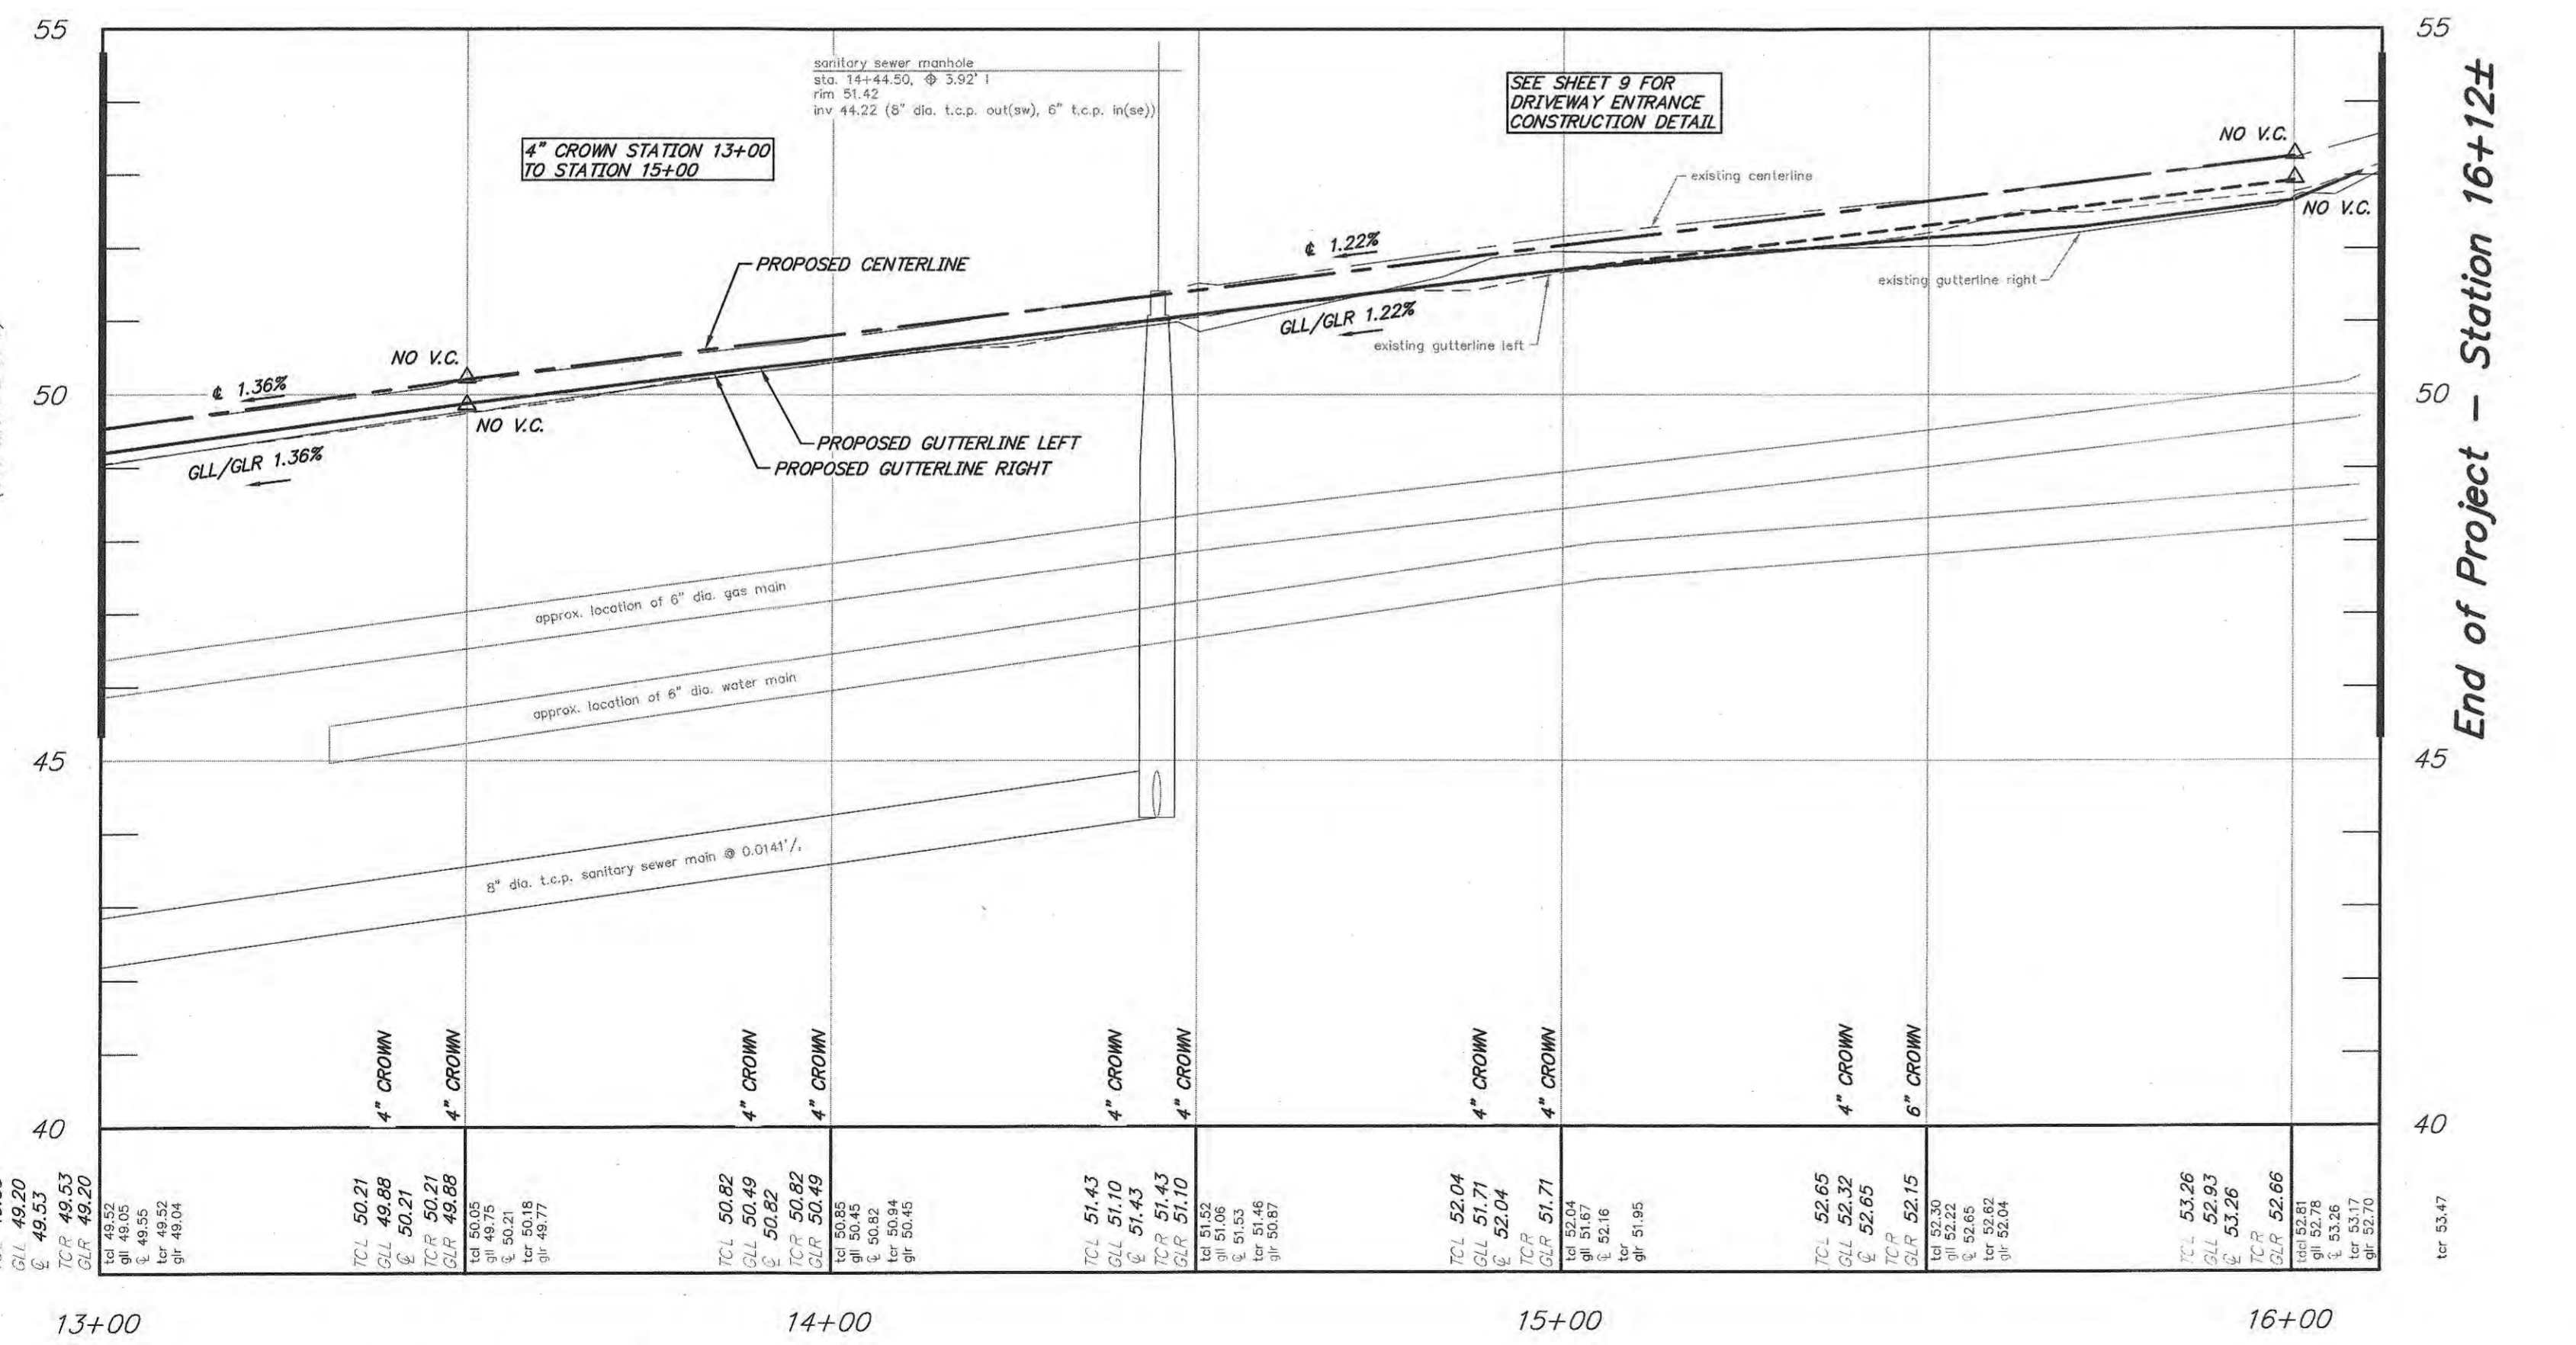 55
55
sanitary sewer manhole
sta. 14+44.50, ⌖ 3.92' l
rim 51.42
inv 44.22 (8" dia. t.c.p. out(sw), 6" t.c.p. in(se))
SEE SHEET 9 FOR
DRIVEWAY ENTRANCE
CONSTRUCTION DETAIL
4" CROWN STATION 13+00
TO STATION 15+00
NO V.C.
existing centerline
NO V.C.
℄ 1.22%
PROPOSED CENTERLINE
existing gutterline right
GLL/GLR 1.22%
existing gutterline left
NO V.C.
℄ 1.36%
50
50
NO V.C.
GLL/GLR 1.36%
PROPOSED GUTTERLINE LEFT
PROPOSED GUTTERLINE RIGHT
End of Project - Station 16+12±
approx. location of 6" dia. gas main
approx. location of 6" dia. water main
45
45
8" dia. t.c.p. sanitary sewer main @ 0.0141'/,
4" CROWN
4" CROWN
4" CROWN
4" CROWN
4" CROWN
4" CROWN
4" CROWN
4" CROWN
4" CROWN
6" CROWN
40
40
GLL 49.20
℄ 49.53
TCR 49.53
GLR 49.20
tcl 49.52
gll 49.05
℄ 49.55
tcr 49.52
glr 49.04
TCL 50.21
GLL 49.88
℄ 50.21
TCR 50.21
GLR 49.88
tcl 50.05
gll 49.75
℄ 50.21
tcr 50.18
glr 49.77
TCL 50.82
GLL 50.49
℄ 50.82
TCR 50.82
GLR 50.49
tcl 50.85
gll 50.45
℄ 50.82
tcr 50.94
glr 50.45
TCL 51.43
GLL 51.10
℄ 51.43
TCR 51.43
GLR 51.10
tcl 51.52
gll 51.06
℄ 51.53
tcr 51.46
glr 50.87
TCL 52.04
GLL 51.71
℄ 52.04
TCR
GLR 51.71
tcl 52.04
gll 51.67
℄ 52.16
tcr
glr 51.95
TCL 52.65
GLL 52.32
℄ 52.65
TCR
GLR 52.15
tcl 52.30
gll 52.22
℄ 52.65
tcr 52.62
glr 52.04
TCL 53.26
GLL 52.93
℄ 53.26
TCR
GLR 52.66
tdcl 52.81
gll 52.78
℄ 53.26
tcr 53.17
glr 52.70
tcr 53.47
13+00
14+00
15+00
16+00